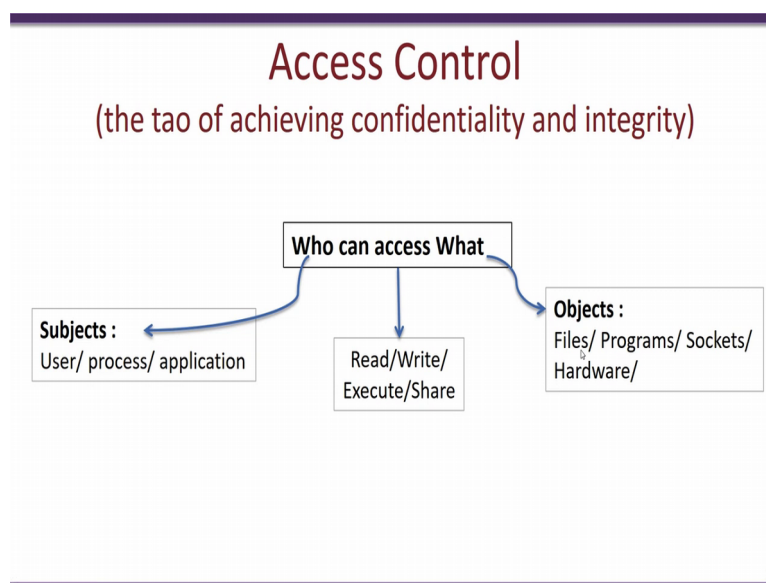 Access Control
(the tao of achieving confidentiality and integrity)
Who can access What
Subjects :
User/ process/ application
Read/Write/
Execute/Share
Objects :
Files/ Programs/ Sockets/
Hardware/